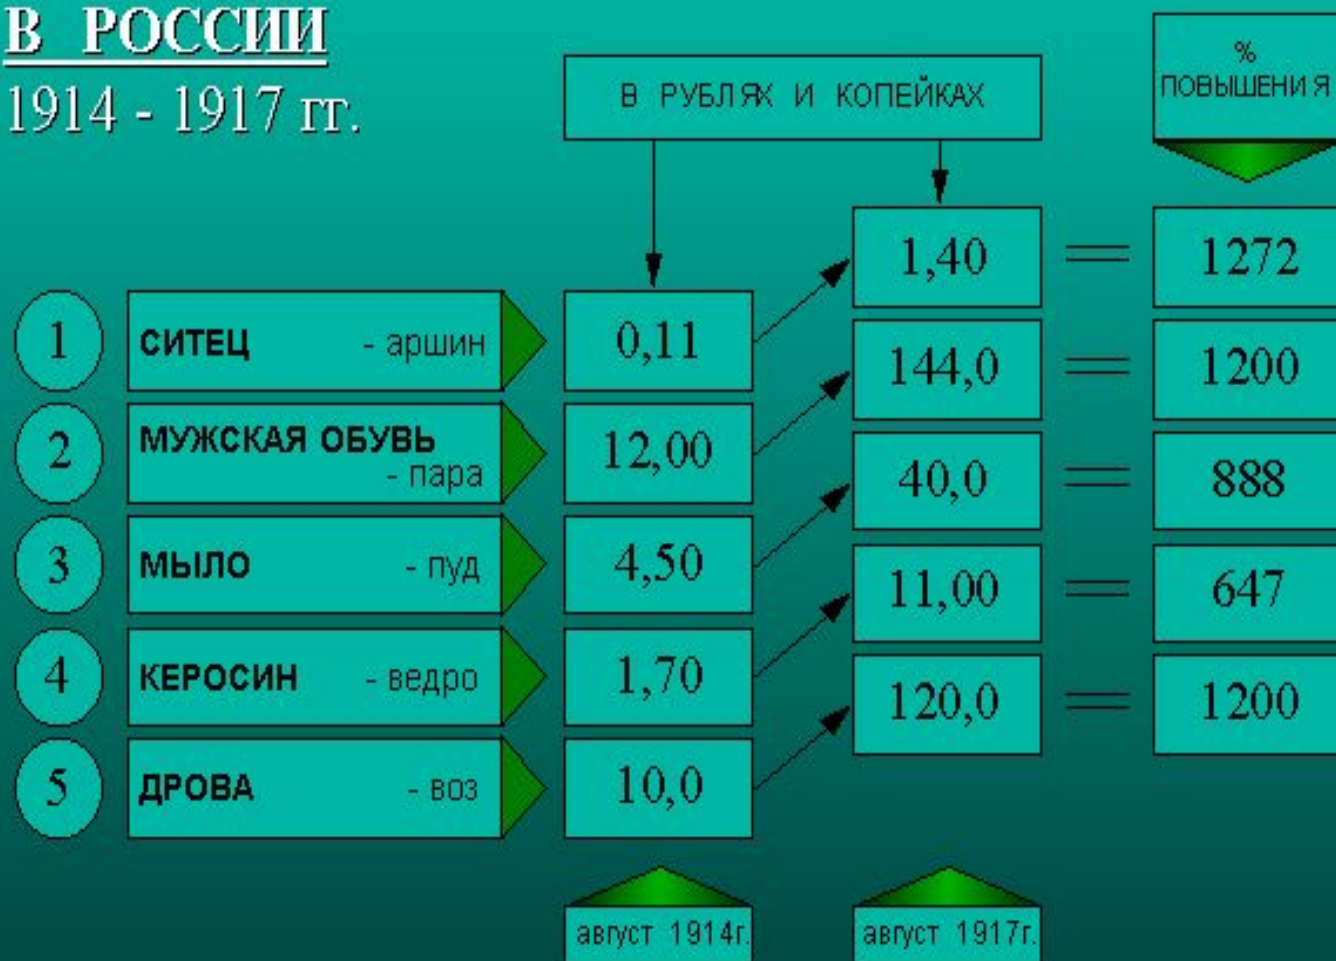 В РОССИИ
1914 - 1917 гг.
В РУБЛЯХ И КОПЕЙКАХ
%
ПОВЫШЕНИЯ
1 СИТЕЦ - аршин 0,11 1,40 = 1272
2 МУЖСКАЯ ОБУВЬ - пара 12,00 144,0 = 1200
3 МЫЛО - пуд 4,50 40,0 = 888
4 КЕРОСИН - ведро 1,70 11,00 = 647
5 ДРОВА - воз 10,0 120,0 = 1200
август 1914г. август 1917г.